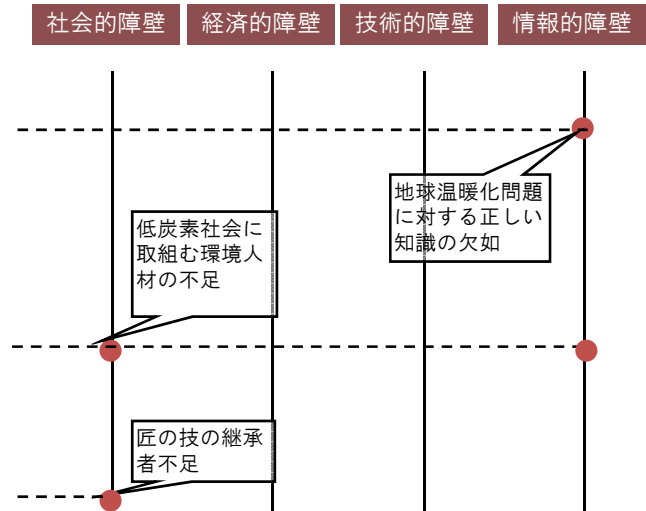 社会的障壁 経済的障壁 技術的障壁 情報的障壁
地球温暖化問題
に対する正しい
知識の欠如
低炭素社会に
取組む環境人
材の不足
匠の技の継承
者不足